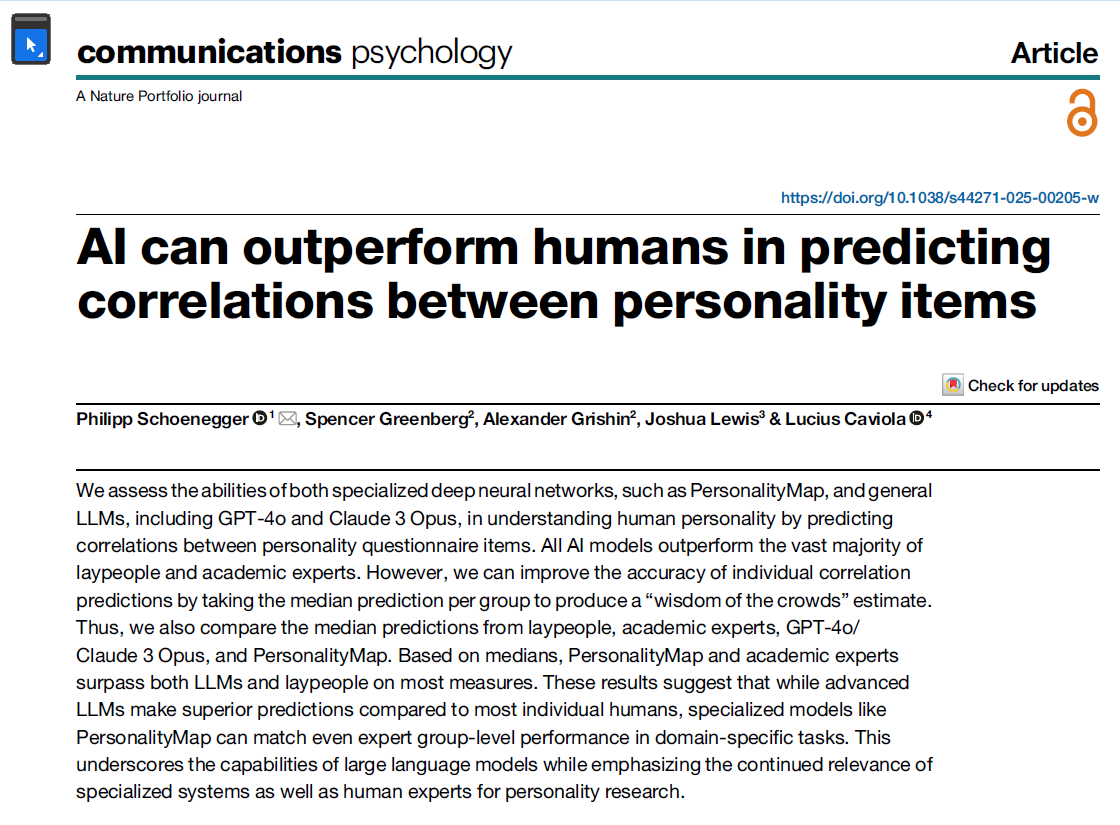 communications psychology
Article
A Nature Portfolio journal
https://doi.org/10.1038/s44271-025-00205-w
AI can outperform humans in predicting
correlations between personality items
Check for updates
Philipp Schoenegger iD 1 ✉, Spencer Greenberg2, Alexander Grishin2, Joshua Lewis3 & Lucius Caviola iD 4
We assess the abilities of both specialized deep neural networks, such as PersonalityMap, and general
LLMs, including GPT-4o and Claude 3 Opus, in understanding human personality by predicting
correlations between personality questionnaire items. All AI models outperform the vast majority of
laypeople and academic experts. However, we can improve the accuracy of individual correlation
predictions by taking the median prediction per group to produce a “wisdom of the crowds” estimate.
Thus, we also compare the median predictions from laypeople, academic experts, GPT-4o/
Claude 3 Opus, and PersonalityMap. Based on medians, PersonalityMap and academic experts
surpass both LLMs and laypeople on most measures. These results suggest that while advanced
LLMs make superior predictions compared to most individual humans, specialized models like
PersonalityMap can match even expert group-level performance in domain-specific tasks. This
underscores the capabilities of large language models while emphasizing the continued relevance of
specialized systems as well as human experts for personality research.